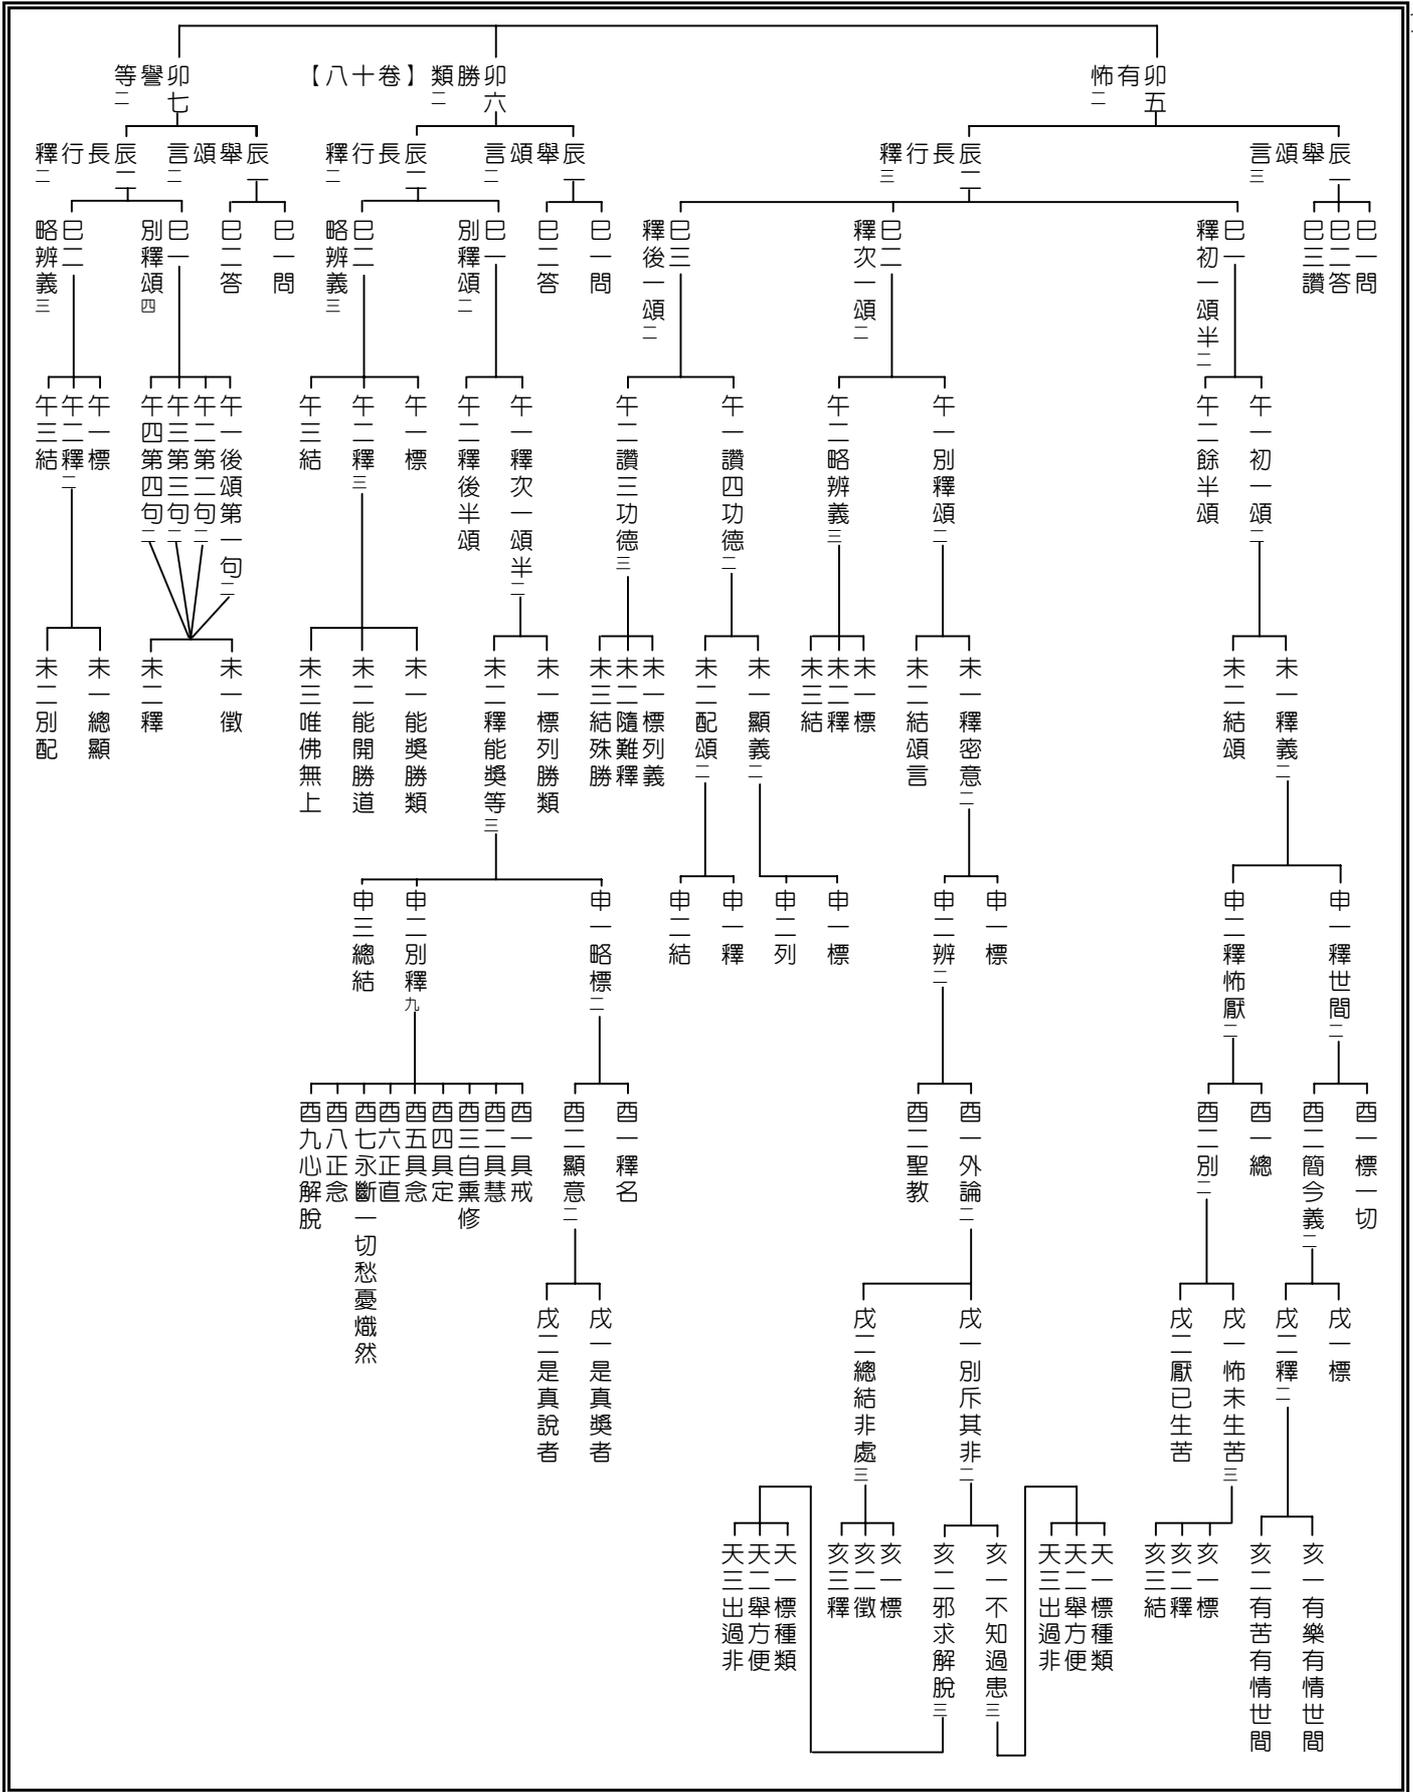 卯五有怖二
卯六勝類二【卷十八】
卯七譽等二
辰一舉頌言三
辰二長行釋三
辰一舉頌言二
辰二長行釋二
辰一舉頌言二
辰二長行釋二
巳一問
巳二答
巳三讚
巳一釋初一頌半二
巳二釋次一頌二
巳三釋後一頌二
巳一問
巳二答
巳一別釋頌二
巳二略辨義三
巳一問
巳二答
巳一別釋頌四
巳二略辨義三
午一初一頌二
午二餘半頌
午一別釋頌二
午二略辨義三
午一讚四功德二
午二讚三功德三
午一釋次一頌半二
午二釋後半頌
午一標
午二釋三
午三結
午一後頌第一句二
午二第二句二
午三第三句二
午四第四句二
午一標
午二釋二
午三結
未一釋義二
未二結頌
未一釋密意二
未二結頌言
未一標
未二釋
未三結
未一顯義二
未二配頌二
未一標列義
未二隨難釋
未三結殊勝
未一標列勝類
未二釋能獎等三
未一能獎勝類
未二能開勝道
未三唯佛無上
未一徵
未二釋
未一總顯
未二別配
申一釋世間二
申二釋怖厭二
申一標
申二辨二
申一標
申二列
申一釋
申二結
申一略標二
申二別釋九
申三總結
酉一標一切
酉二簡今義二
酉一總
酉二別二
酉一外論二
酉二聖教
酉一釋名
酉二顯意二
酉一具戒
酉二具慧
酉三自熏修
酉四具定
酉五具念
酉六正直
酉七永斷一切愁憂熾然
酉八正念
酉九心解脫
戌一標
戌二釋二
戌一怖未生苦三
戌二厭已生苦
戌一別斥其非二
戌二總結非處三
戌一是真獎者
戌二是真說者
亥一有樂有情世間
亥二有苦有情世間
亥一標
亥二釋
亥三結
亥一不知過患三
亥二邪求解脫三
亥一標
亥二徵
亥三釋
天一標種類
天二舉方便
天三出過非
天一標種類
天二舉方便
天三出過非